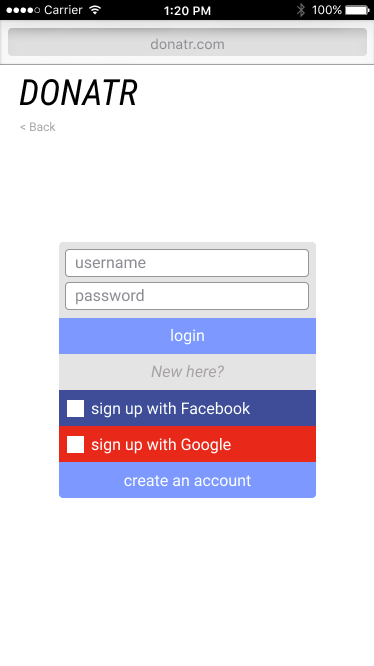 Carrier 1:20 PM 100%
donatr.com
DONATR
< Back
username
password
login
New here?
sign up with Facebook
sign up with Google
create an account